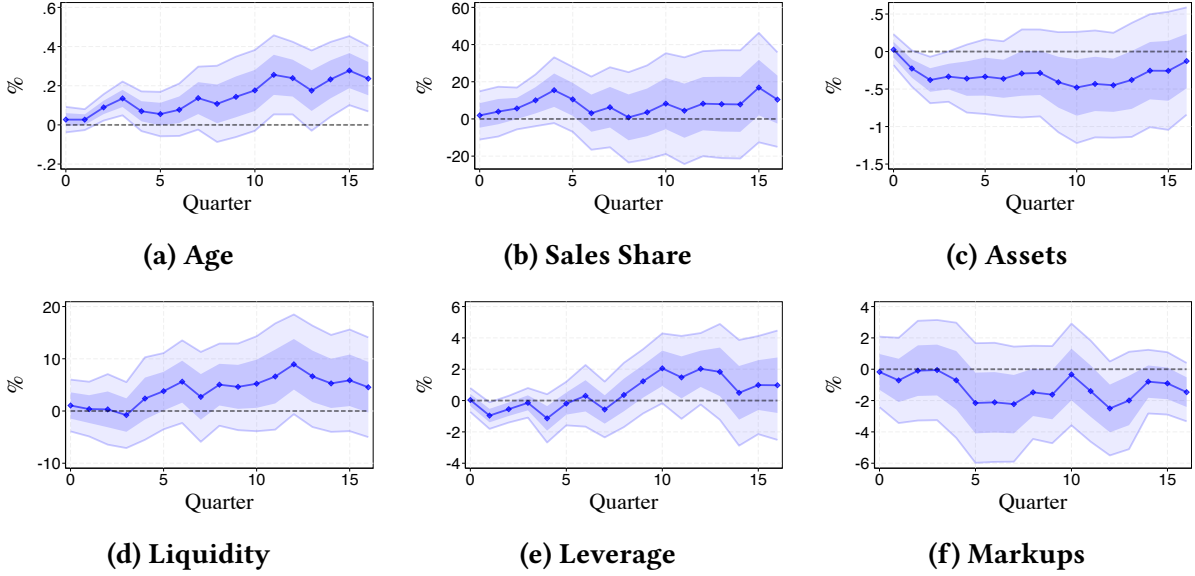 .6
.4
.2
0
-.2
%
0 5 10 15
Quarter
(a) Age
60
40
20
0
-20
%
0 5 10 15
Quarter
(b) Sales Share
.5
0
-.5
-1
-1.5
%
0 5 10 15
Quarter
(c) Assets
20
10
0
-10
%
0 5 10 15
Quarter
(d) Liquidity
6
4
2
0
-2
-4
%
0 5 10 15
Quarter
(e) Leverage
4
2
0
-2
-4
-6
%
0 5 10 15
Quarter
(f) Markups